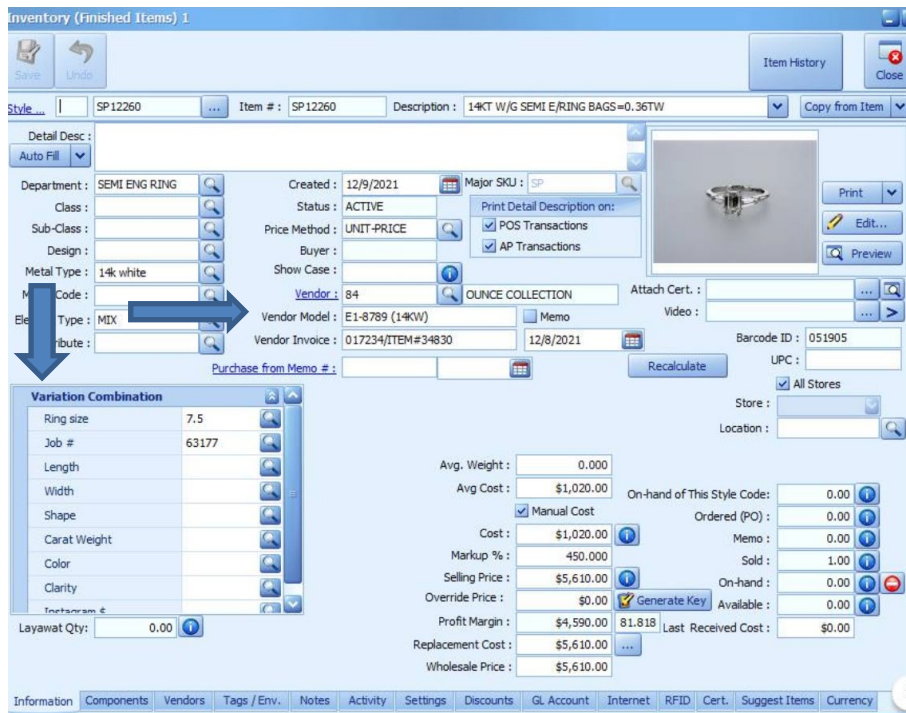 Inventory (Finished Items) 1
Save Undo Item History Close
Style ... SP12260 ... Item # : SP12260 Description : 14KT W/G SEMI E/RING BAGS=0.36TW Copy from Item
Detail Desc :
Auto Fill
Department : SEMI ENG RING Created : 12/9/2021 Major SKU : SP
Class : Status : ACTIVE Print Detail Description on:
Sub-Class : Price Method : UNIT-PRICE POS Transactions
Design : Buyer : AP Transactions
Print
Edit...
Preview
Metal Type : 14k white Show Case :
Code : Vendor : 84 OUNCE COLLECTION Attach Cert. : ...
Type : MIX Vendor Model : E1-8789 (14KW) Memo Video : ... >
Vendor Invoice : 017234/ITEM#34830 12/8/2021 Barcode ID : 051905
Purchase from Memo # : Recalculate UPC :
All Stores
Store :
Location :
Variation Combination
Ring size 7.5
Job # 63177
Length
Width
Shape
Carat Weight
Color
Clarity
Layawat Qty: 0.00
Avg. Weight : 0.000
Avg Cost : $1,020.00
Manual Cost
Cost : $1,020.00
Markup % : 450.000
Selling Price : $5,610.00
Override Price : $0.00 Generate Key
Profit Margin : $4,590.00 81.818
Replacement Cost : $5,610.00 ...
Wholesale Price : $5,610.00
On-hand of This Style Code: 0.00
Ordered (PO) : 0.00
Memo : 0.00
Sold : 1.00
On-hand : 0.00
Available : 0.00
Last Received Cost : $0.00
Information Components Vendors Tags / Env. Notes Activity Settings Discounts GL Account Internet RFID Cert. Suggest Items Currency